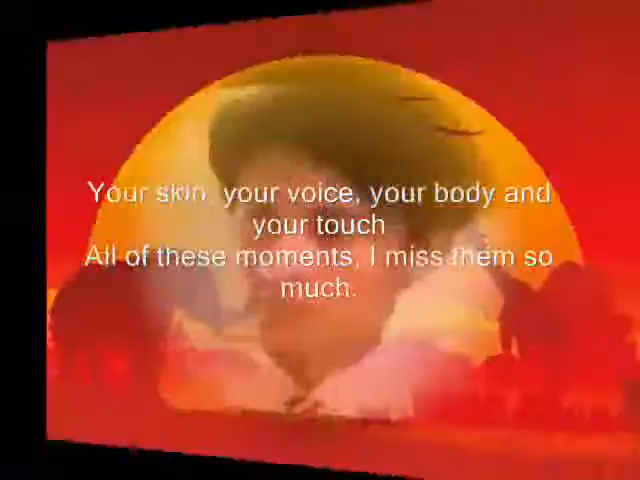 Your skin, your voice, your body and
your touch
All of these moments, I miss them so
much.